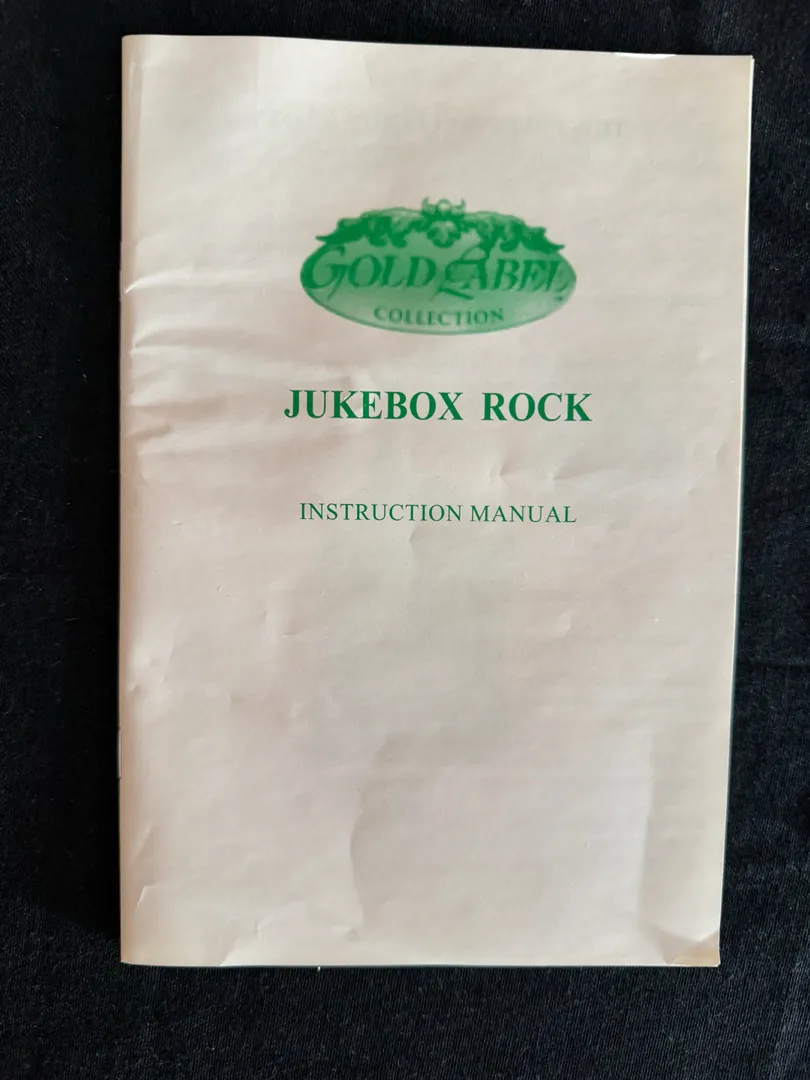 GOLD LABEL
COLLECTION
JUKEBOX ROCK
INSTRUCTION MANUAL